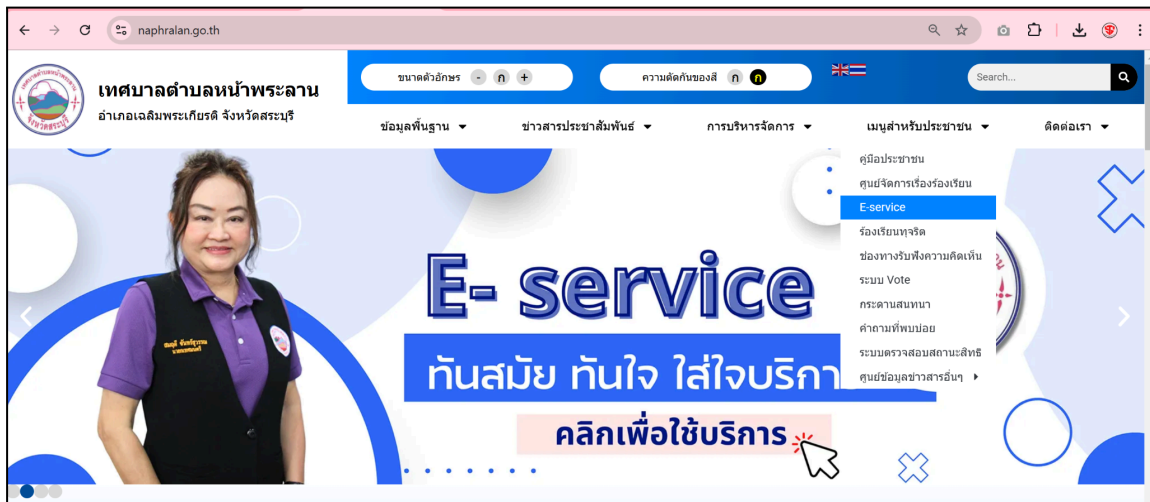 naphralan.go.th
เทศบาลตำบลหน้าพระลาน
อำเภอเฉลิมพระเกียรติ จังหวัดสระบุรี
ขนาดตัวอักษร - ก +
ความตัดกันของสี ก ก
Search...
ข้อมูลพื้นฐาน
ข่าวสารประชาสัมพันธ์
การบริหารจัดการ
เมนูสำหรับประชาชน
ติดต่อเรา
คู่มือประชาชน
ศูนย์จัดการเรื่องร้องเรียน
E-service
ร้องเรียนทุจริต
ช่องทางรับฟังความคิดเห็น
ระบบ Vote
กระดานสนทนา
คำถามที่พบบ่อย
ระบบตรวจสอบสถานะสิทธิ
ศูนย์ข้อมูลข่าวสารอื่นๆ
E- service
ทันสมัย ทันใจ ใส่ใจบริกา
คลิกเพื่อใช้บริการ
นายกเทศมนตรี